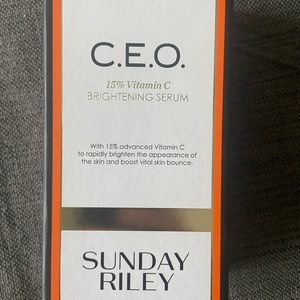 C.E.O.
15% Vitamin C
BRIGHTENING SERUM
With 15% advanced Vitamin C
to rapidly brighten the appearance of
the skin and boost vital skin bounce.
SUNDAY
RILEY